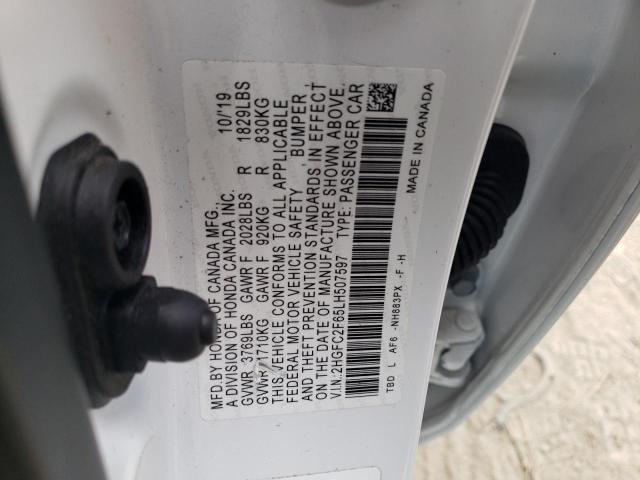 MFD.BY HONDA OF CANADA MFG. 10/'19
A DIVISION OF HONDA CANADA INC.
GVWR 3769LBS GAWR F 2028LBS R 1829LBS
GVWR 1710KG GAWR F 920KG R 830KG
THIS VEHICLE CONFORMS TO ALL APPLICABLE
FEDERAL MOTOR VEHICLE SAFETY BUMPER,
AND THEFT PREVENTION STANDARDS IN EFFECT
ON THE DATE OF MANUFACTURE SHOWN ABOVE.
V.I.N.:2HGFC2F65LH507597 TYPE: PASSENGER CAR
TBD L AF6 -NH883PX -F -H
MADE IN CANADA